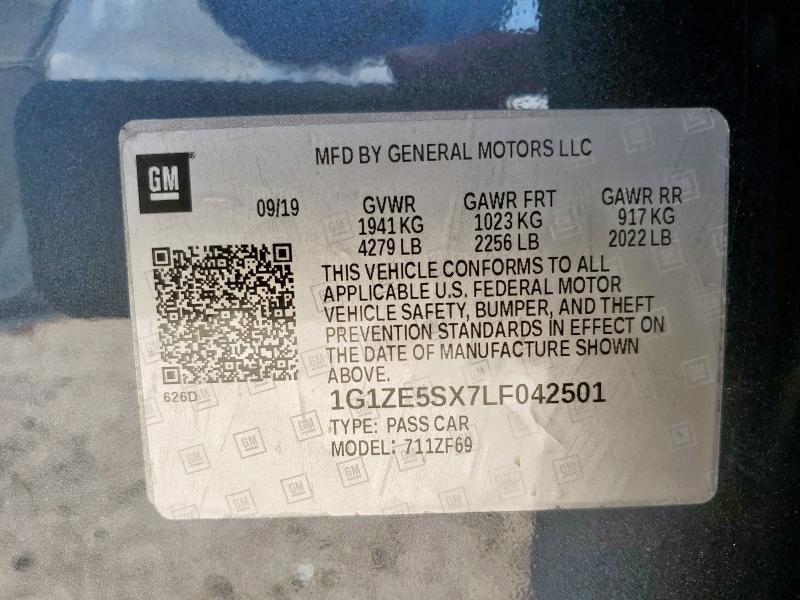 MFD BY GENERAL MOTORS LLC
GM
09/19 GVWR GAWR FRT GAWR RR
1941 KG 1023 KG 917 KG
4279 LB 2256 LB 2022 LB
THIS VEHICLE CONFORMS TO ALL
APPLICABLE U.S. FEDERAL MOTOR
VEHICLE SAFETY, BUMPER, AND THEFT
PREVENTION STANDARDS IN EFFECT ON
THE DATE OF MANUFACTURE SHOWN
ABOVE.
626D
1G1ZE5SX7LF042501
TYPE: PASS CAR
MODEL: 711ZF69